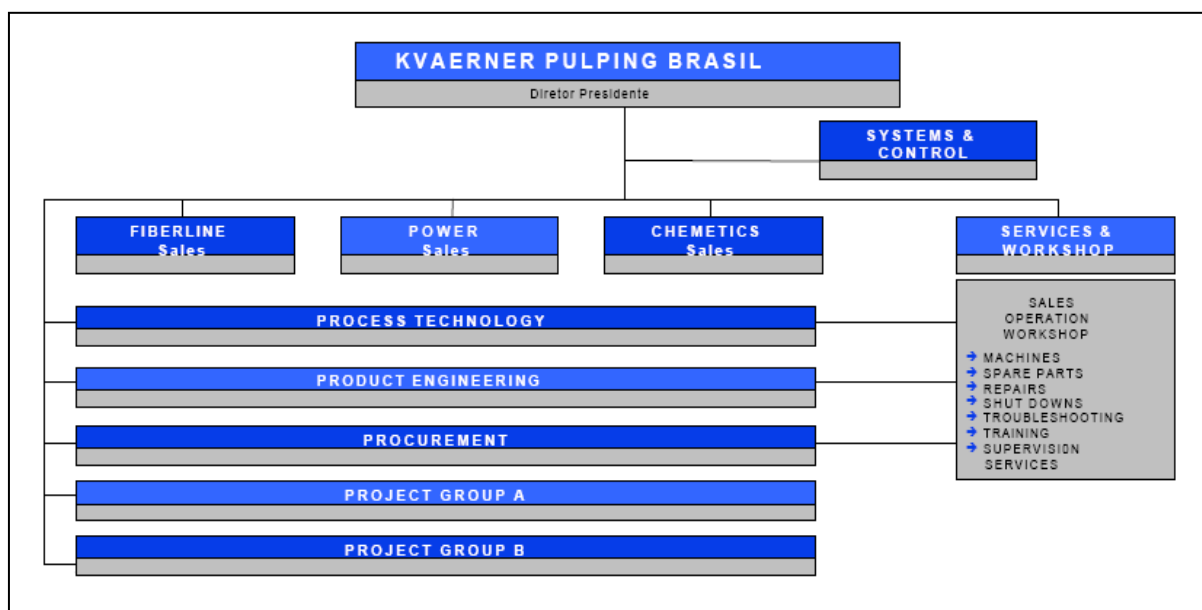 KVAERNER PULPING BRASIL
Diretor Presidente
SYSTEMS &
CONTROL
FIBERLINE
Sales
POWER
Sales
CHEMETICS
Sales
SERVICES &
WORKSHOP
SALES
OPERATION
WORKSHOP
MACHINES
SPARE PARTS
REPAIRS
SHUT DOWNS
TROUBLESHOOTING
TRAINING
SUPERVISION
SERVICES
PROCESS TECHNOLOGY
PRODUCT ENGINEERING
PROCUREMENT
PROJECT GROUP A
PROJECT GROUP B